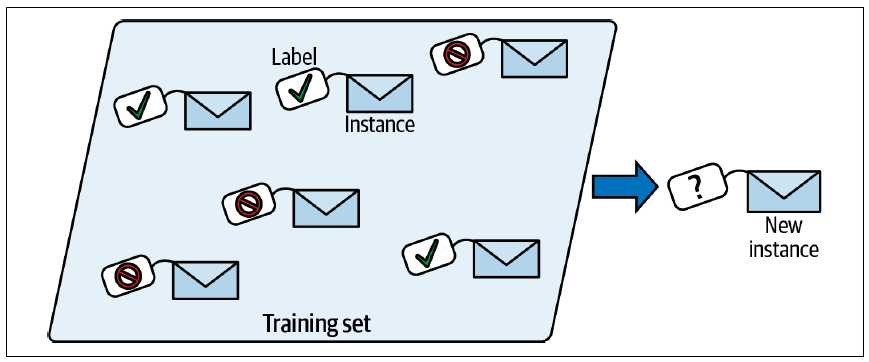 Label
Instance
?
New
instance
Training set